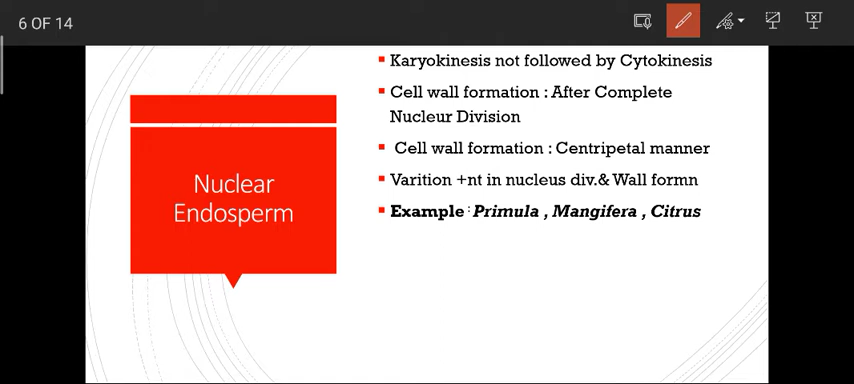 6 OF 14
Karyokinesis not followed by Cytokinesis
Cell wall formation : After Complete
Nucleur Division
Cell wall formation : Centripetal manner
Varition +nt in nucleus div.& Wall formn
Example : Primula , Mangifera , Citrus
Nuclear
Endosperm